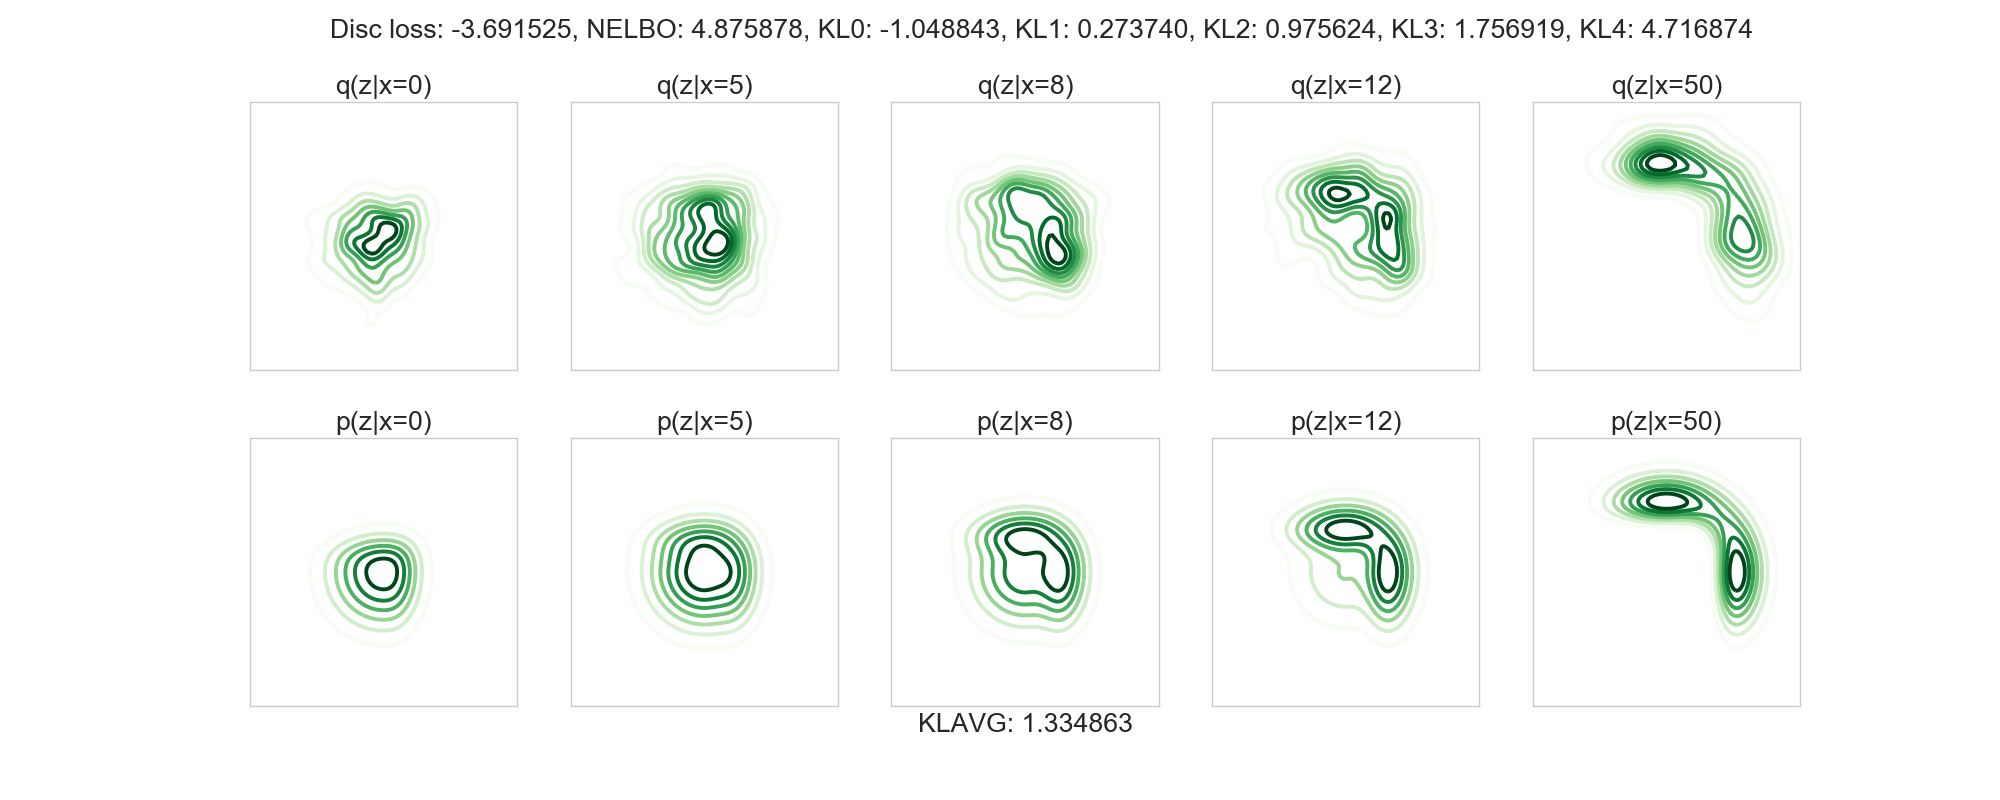 Disc loss: -3.691525, NELBO: 4.875878, KL0: -1.048843, KL1: 0.273740, KL2: 0.975624, KL3: 1.756919, KL4: 4.716874
q(z|x=0) q(z|x=5) q(z|x=8) q(z|x=12) q(z|x=50)
p(z|x=0) p(z|x=5) p(z|x=8) p(z|x=12) p(z|x=50)
KLAVG: 1.334863